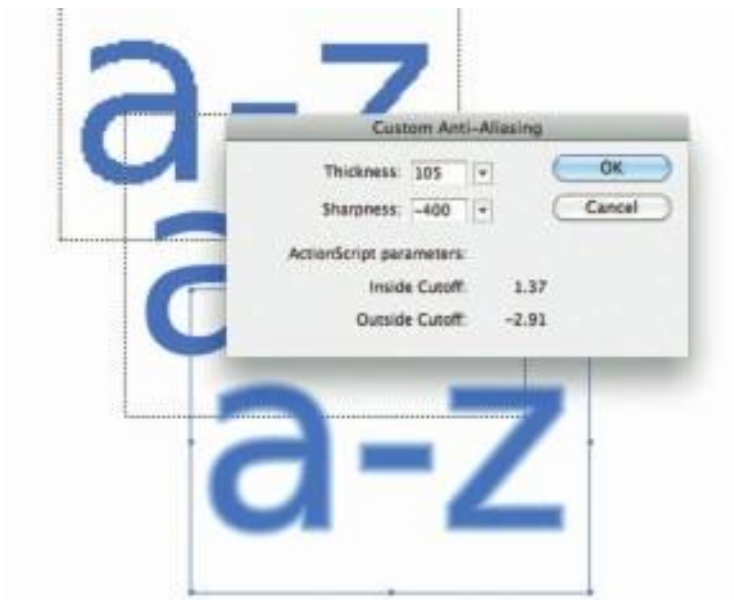 a-z
Custom Anti-Aliasing
Thickness: 105
OK
Sharpness: -400
Cancel
ActionScript parameters:
Inside Cutoff: 1.37
Outside Cutoff: -2.91
a
a-z